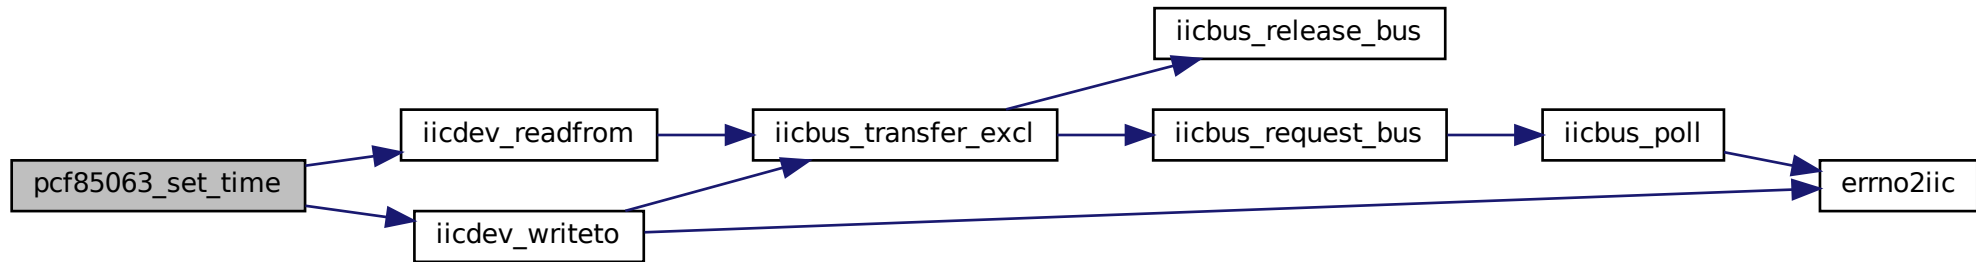 iicbus_release_bus
iicdev_readfrom
iicbus_transfer_excl
iicbus_request_bus
iicbus_poll
pcf85063_set_time
errno2iic
iicdev_writeto